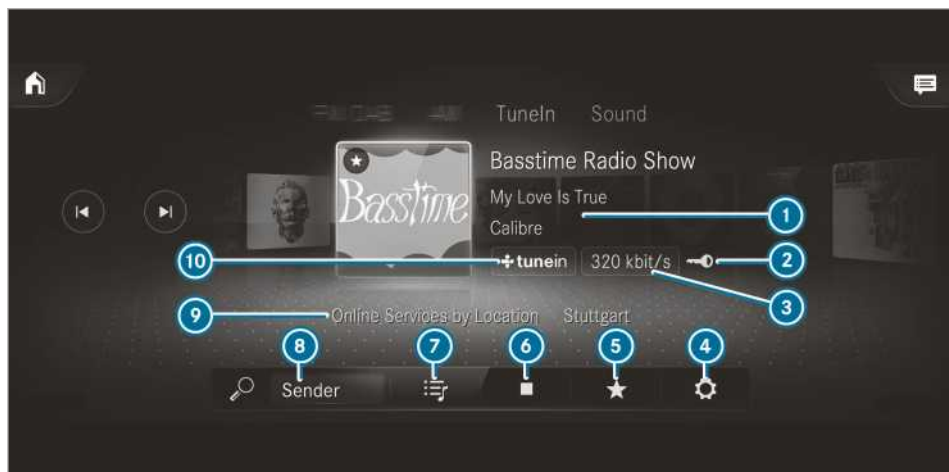 TuneIn Sound
Basstime Radio Show
Basstime
My Love Is True
Calibre
1
10
tunein 320 kbit/s
2
3
9
Online Services by Location Stuttgart
8 7 6 5 4
Sender